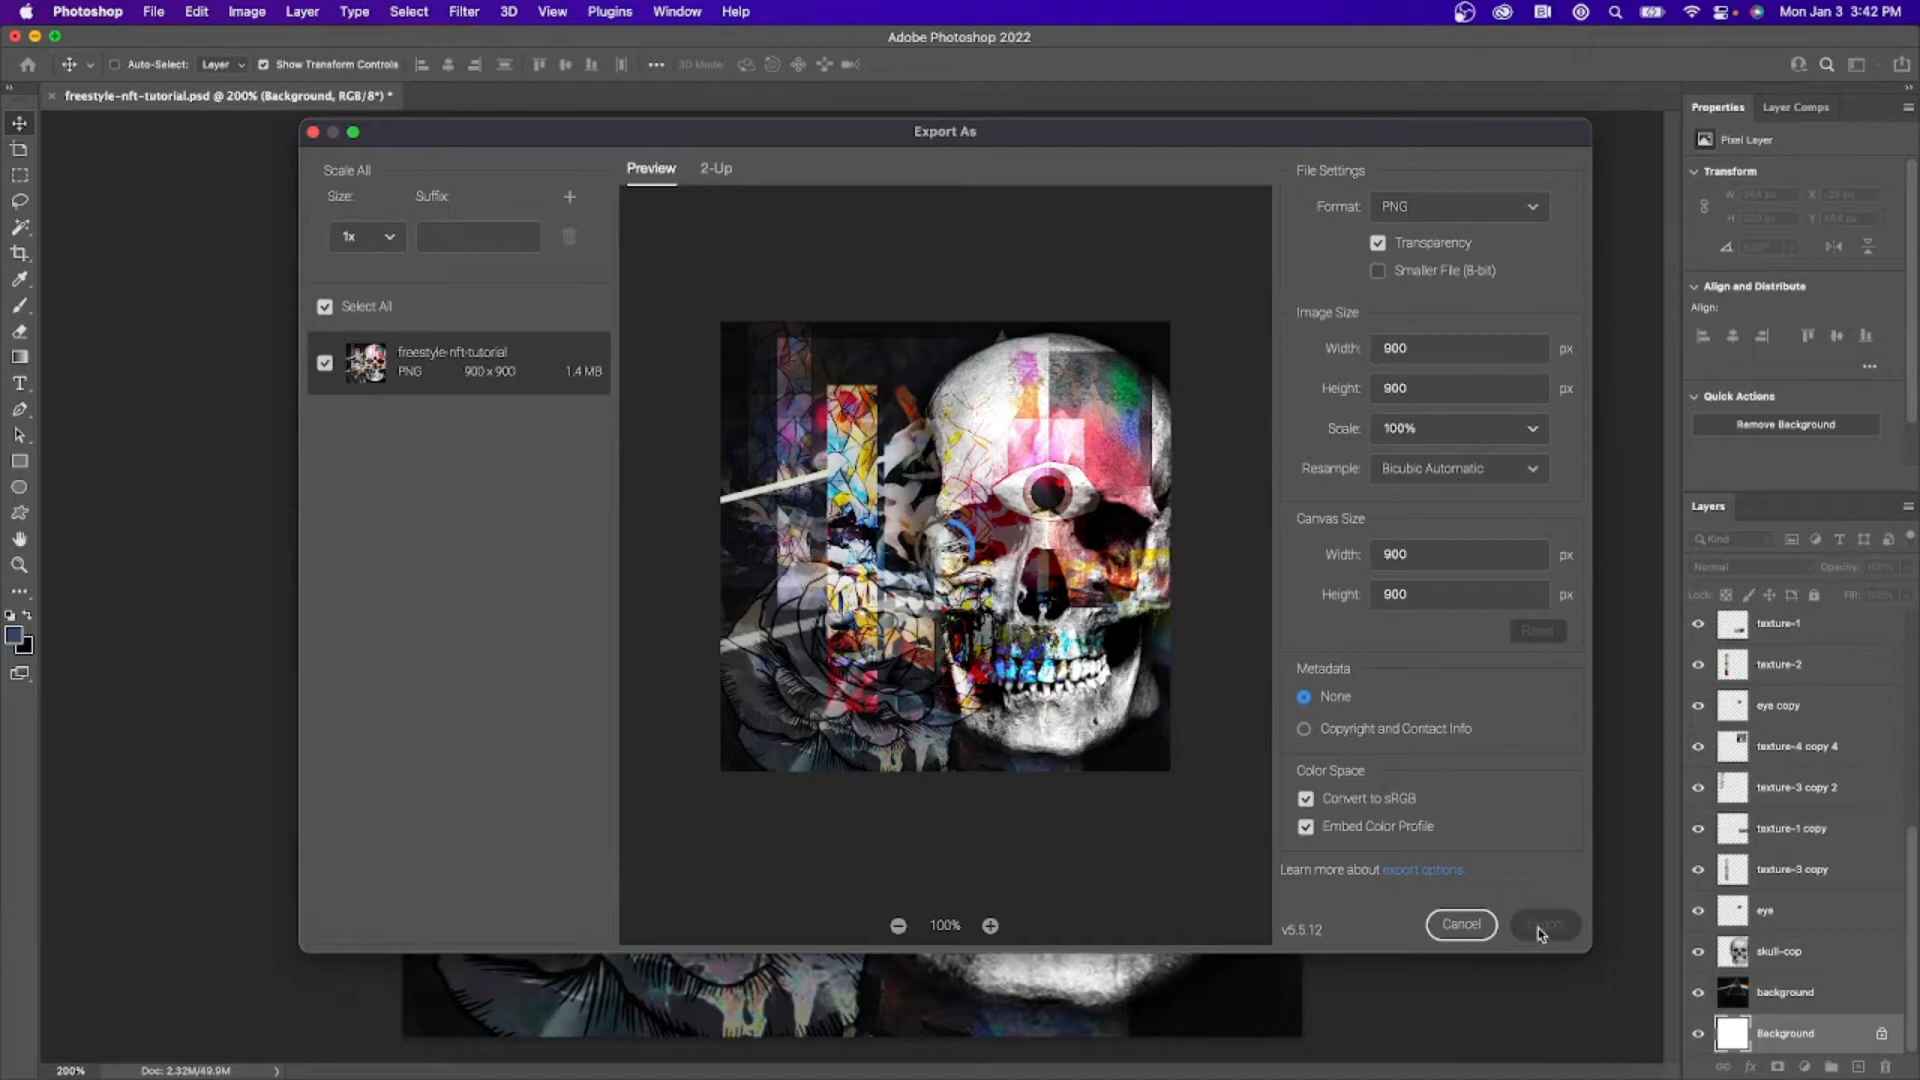 Photoshop File Edit Image Layer Type Select Filter 3D View Plugins Window Help Mon Jan 3 3:42 PM
Adobe Photoshop 2022
Auto-Select: Layer Show Transform Controls 3D Mode:
freestyle-nft-tutorial.psd @ 200% (Background, RGB/8*) *
Export As
Scale All
Size: Suffix:
1x
Select All
freestyle-nft-tutorial
PNG 900 x 900 1.4 MB
Preview 2-Up
100%
File Settings
Format: PNG
Transparency
Smaller File (8-bit)
Image Size
Width: 900 px
Height: 900 px
Scale: 100%
Resample: Bicubic Automatic
Canvas Size
Width: 900 px
Height: 900 px
Reset
Metadata
None
Copyright and Contact Info
Color Space
Convert to sRGB
Embed Color Profile
Learn more about export options.
v5.5.12 Cancel
Properties Layer Comps
Pixel Layer
Transform
W X
H Y
Align and Distribute
Align:
Quick Actions
Remove Background
Layers
Kind
Normal Opacity: 100%
Lock: Fill: 100%
texture-1
texture-2
eye copy
texture-4 copy 4
texture-3 copy 2
texture-1 copy
texture-3 copy
eye
skull-cop
background
Background
200% Doc: 2.32M/49.9M